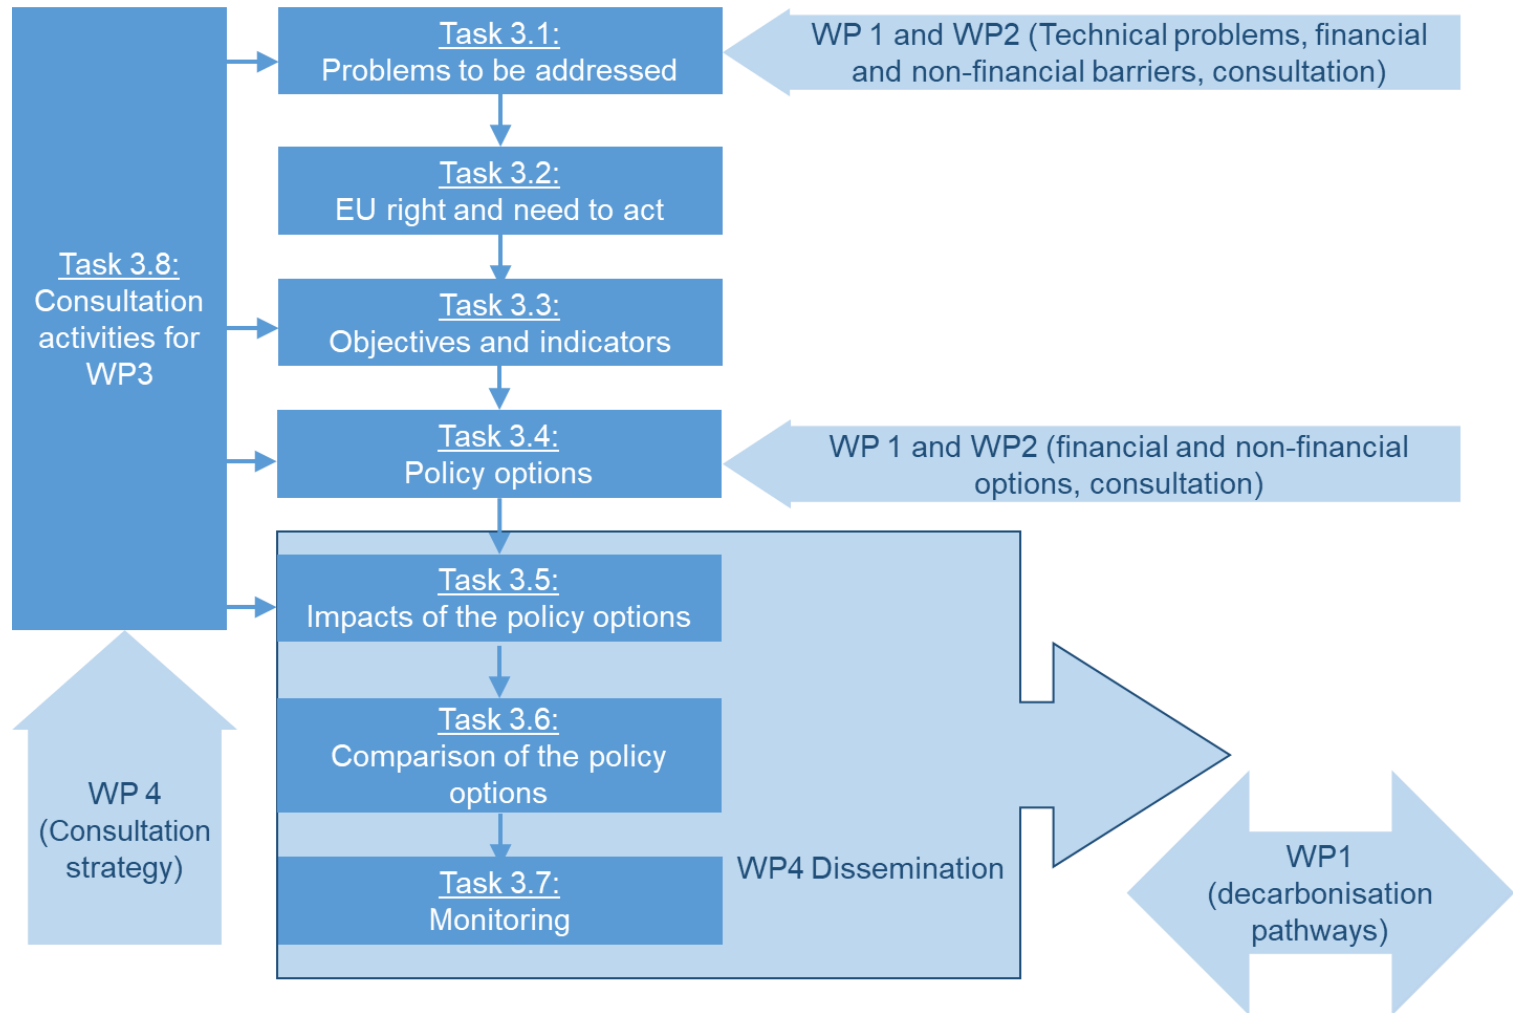 Task 3.1:
Problems to be addressed
WP 1 and WP2 (Technical problems, financial
and non-financial barriers, consultation)
Task 3.2:
EU right and need to act
Task 3.8:
Consultation
activities for
WP3
Task 3.3:
Objectives and indicators
Task 3.4:
Policy options
WP 1 and WP2 (financial and non-financial
options, consultation)
Task 3.5:
Impacts of the policy options
Task 3.6:
Comparison of the policy
options
WP 4
(Consultation
strategy)
Task 3.7:
Monitoring
WP4 Dissemination
WP1
(decarbonisation
pathways)